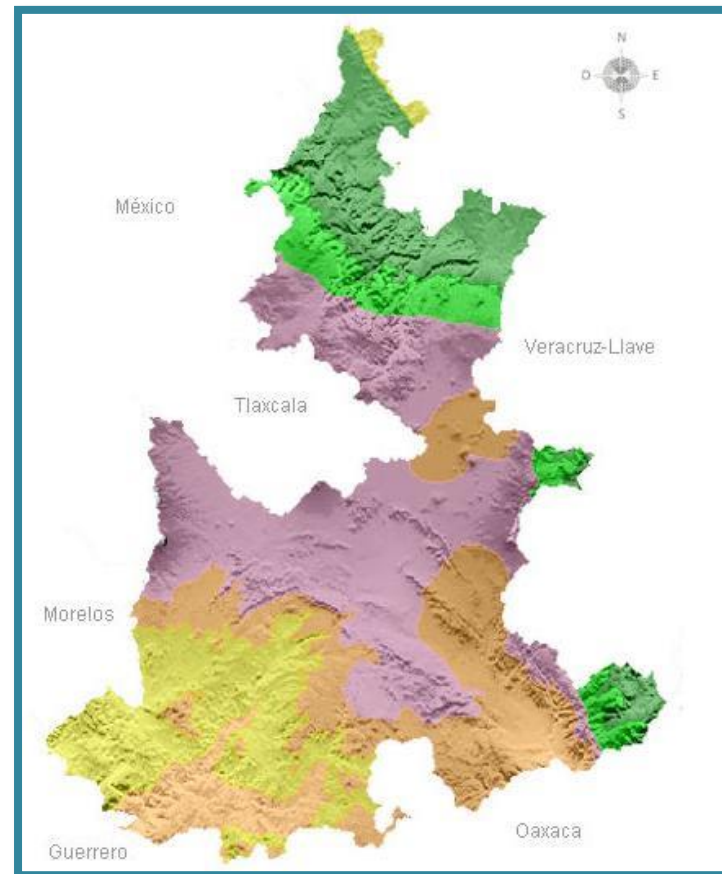 N
O E
S
México
Veracruz-Llave
Tlaxcala
Morelos
Oaxaca
Guerrero